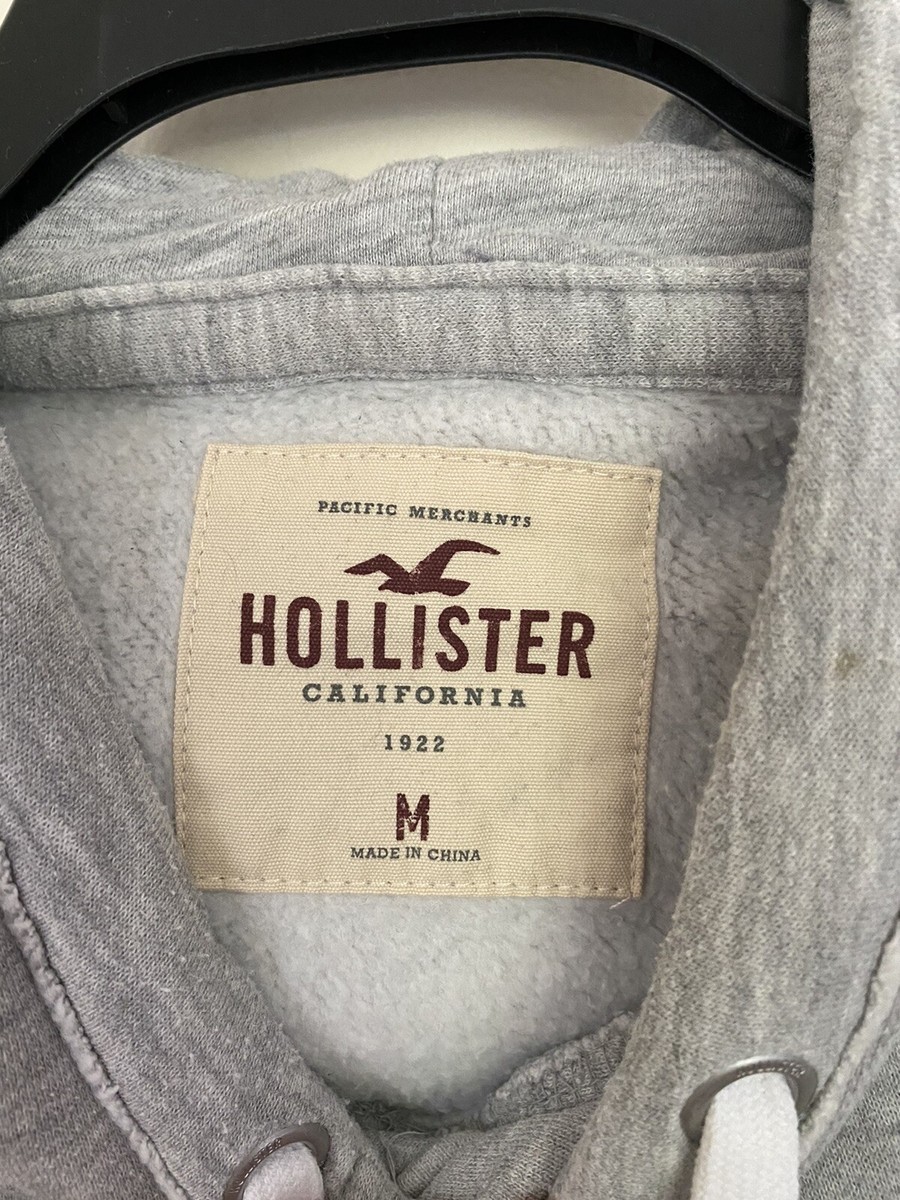 PACIFIC MERCHANTS
HOLLISTER
CALIFORNIA
1922
M
MADE IN CHINA